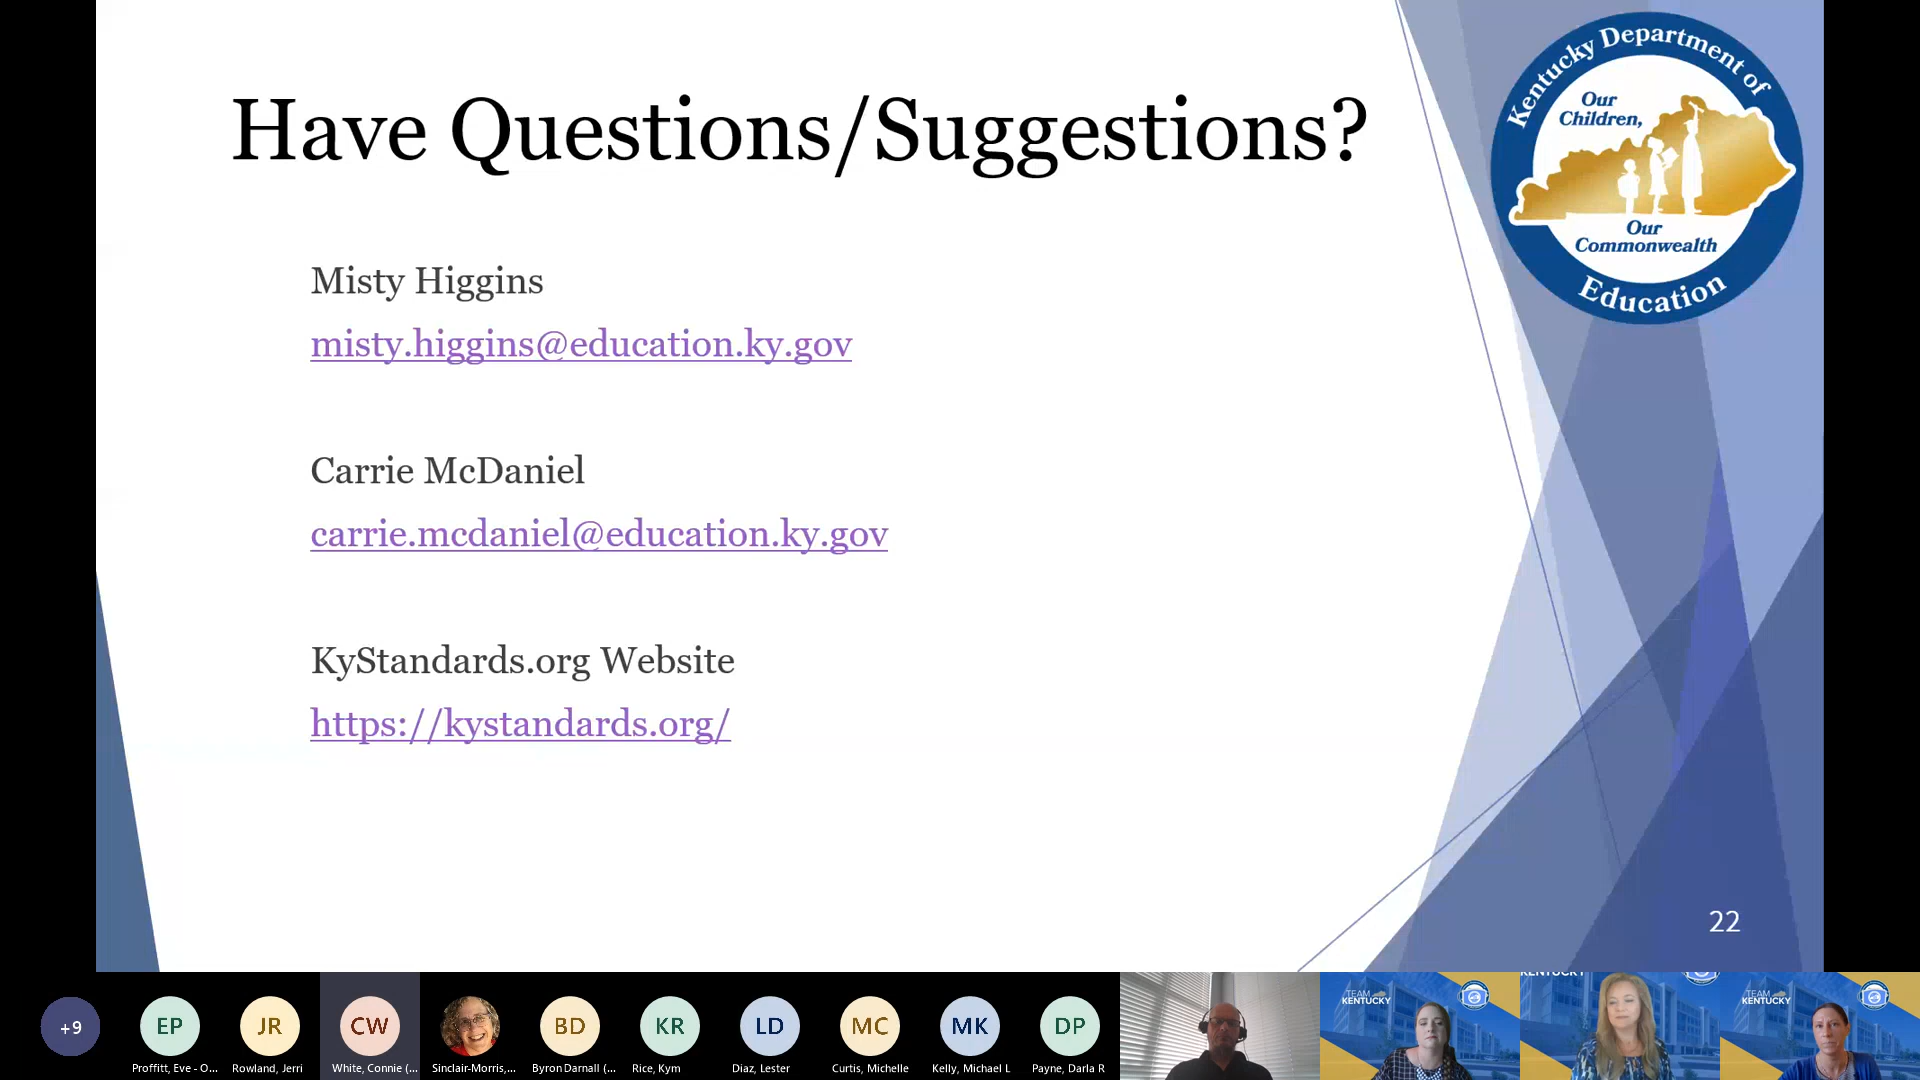 Have Questions/Suggestions?
Kentucky Department of
Education
Our
Children,
Our
Commonwealth
Misty Higgins
misty.higgins@education.ky.gov
Carrie McDaniel
carrie.mcdaniel@education.ky.gov
KyStandards.org Website
https://kystandards.org/
22
+9
EP
JR
CW
BD
KR
LD
MC
MK
DP
Proffitt, Eve - O...
Rowland, Jerri
White, Connie (...
Sinclair-Morris,...
Byron Darnall (...
Rice, Kym
Diaz, Lester
Curtis, Michelle
Kelly, Michael L
Payne, Darla R
TEAM
KENTUCKY
KENTUCKY
TEAM
KENTUCKY